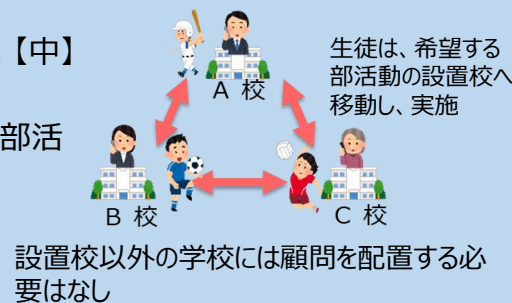 【中】
生徒は、希望する
部活動の設置校へ
移動し、実施
A 校
部活
B 校
C 校
設置校以外の学校には顧問を配置する必
要はなし